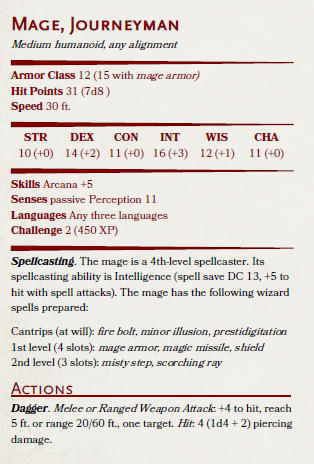 Mage, Journeyman
Medium humanoid, any alignment
Armor Class 12 (15 with mage armor)
Hit Points 31 (7d8 )
Speed 30 ft.
STR DEX CON INT WIS CHA
10 (+0) 14 (+2) 11 (+0) 16 (+3) 12 (+1) 11 (+0)
Skills Arcana +5
Senses passive Perception 11
Languages Any three languages
Challenge 2 (450 XP)
Spellcasting. The mage is a 4th-level spellcaster. Its
spellcasting ability is Intelligence (spell save DC 13, +5 to
hit with spell attacks). The mage has the following wizard
spells prepared:
Cantrips (at will): fire bolt, minor illusion, prestidigitation
1st level (4 slots): mage armor, magic missile, shield
2nd level (3 slots): misty step, scorching ray
Actions
Dagger. Melee or Ranged Weapon Attack: +4 to hit, reach
5 ft. or range 20/60 ft., one target. Hit: 4 (1d4 + 2) piercing
damage.